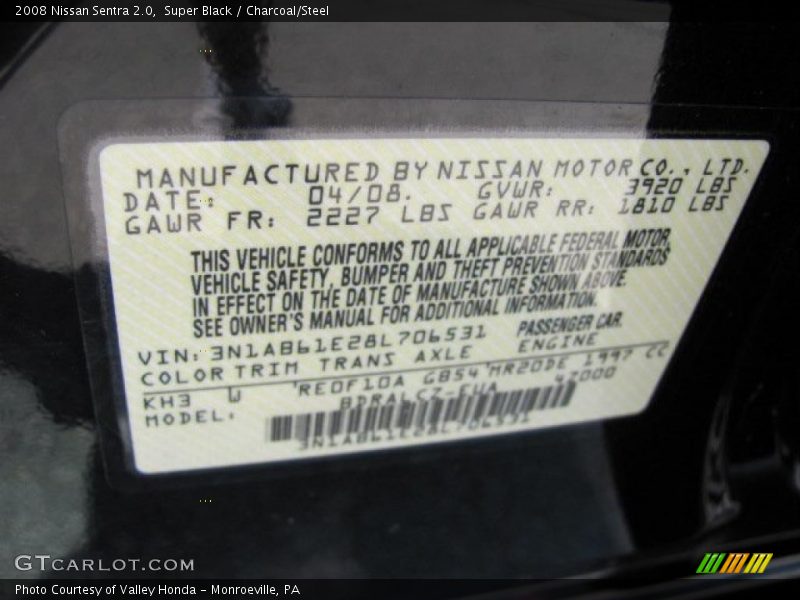 2008 Nissan Sentra 2.0, Super Black / Charcoal/Steel
MANUFACTURED BY NISSAN MOTOR CO., LTD.
DATE: 04/08. GVWR: 3920 LBS
GAWR FR: 2227 LBS GAWR RR: 1810 LBS
THIS VEHICLE CONFORMS TO ALL APPLICABLE FEDERAL MOTOR,
VEHICLE SAFETY, BUMPER AND THEFT PREVENTION STANDARDS
IN EFFECT ON THE DATE OF MANUFACTURE SHOWN ABOVE.
SEE OWNER'S MANUAL FOR ADDITIONAL INFORMATION.
VIN: 3N1AB61E28L706531 PASSENGER CAR.
COLOR TRIM TRANS AXLE ENGINE
KH3 W RE0F10A GB54 MR20DE 1997 CC
MODEL: BDRALCZ-EUA 42000
3N1AB61E28L706531
GTCARLOT.COM
Photo Courtesy of Valley Honda - Monroeville, PA